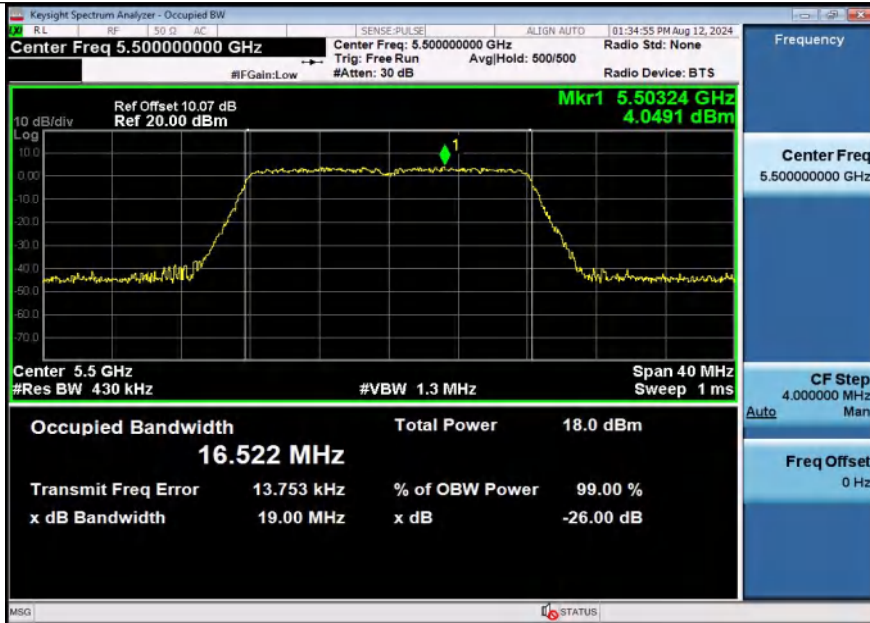 Keysight Spectrum Analyzer - Occupied BW
LXI RL RF 50 Ω AC SENSE:PULSE ALIGN AUTO 01:34:55 PM Aug 12, 2024
Center Freq 5.500000000 GHz
Center Freq: 5.500000000 GHz
Radio Std: None
Trig: Free Run Avg|Hold: 500/500
#IFGain:Low #Atten: 30 dB Radio Device: BTS
Frequency
Mkr1 5.50324 GHz
4.0491 dBm
Ref Offset 10.07 dB
10 dB/div Ref 20.00 dBm
Log
10.0
0.00
-10.0
-20.0
-30.0
-40.0
-50.0
-60.0
-70.0
1
Center 5.5 GHz Span 40 MHz
#Res BW 430 kHz #VBW 1.3 MHz Sweep 1 ms
Occupied Bandwidth Total Power 18.0 dBm
16.522 MHz
Transmit Freq Error 13.753 kHz % of OBW Power 99.00 %
x dB Bandwidth 19.00 MHz x dB -26.00 dB
Center Freq
5.500000000 GHz
CF Step
4.000000 MHz
Auto Man
Freq Offset
0 Hz
MSG STATUS